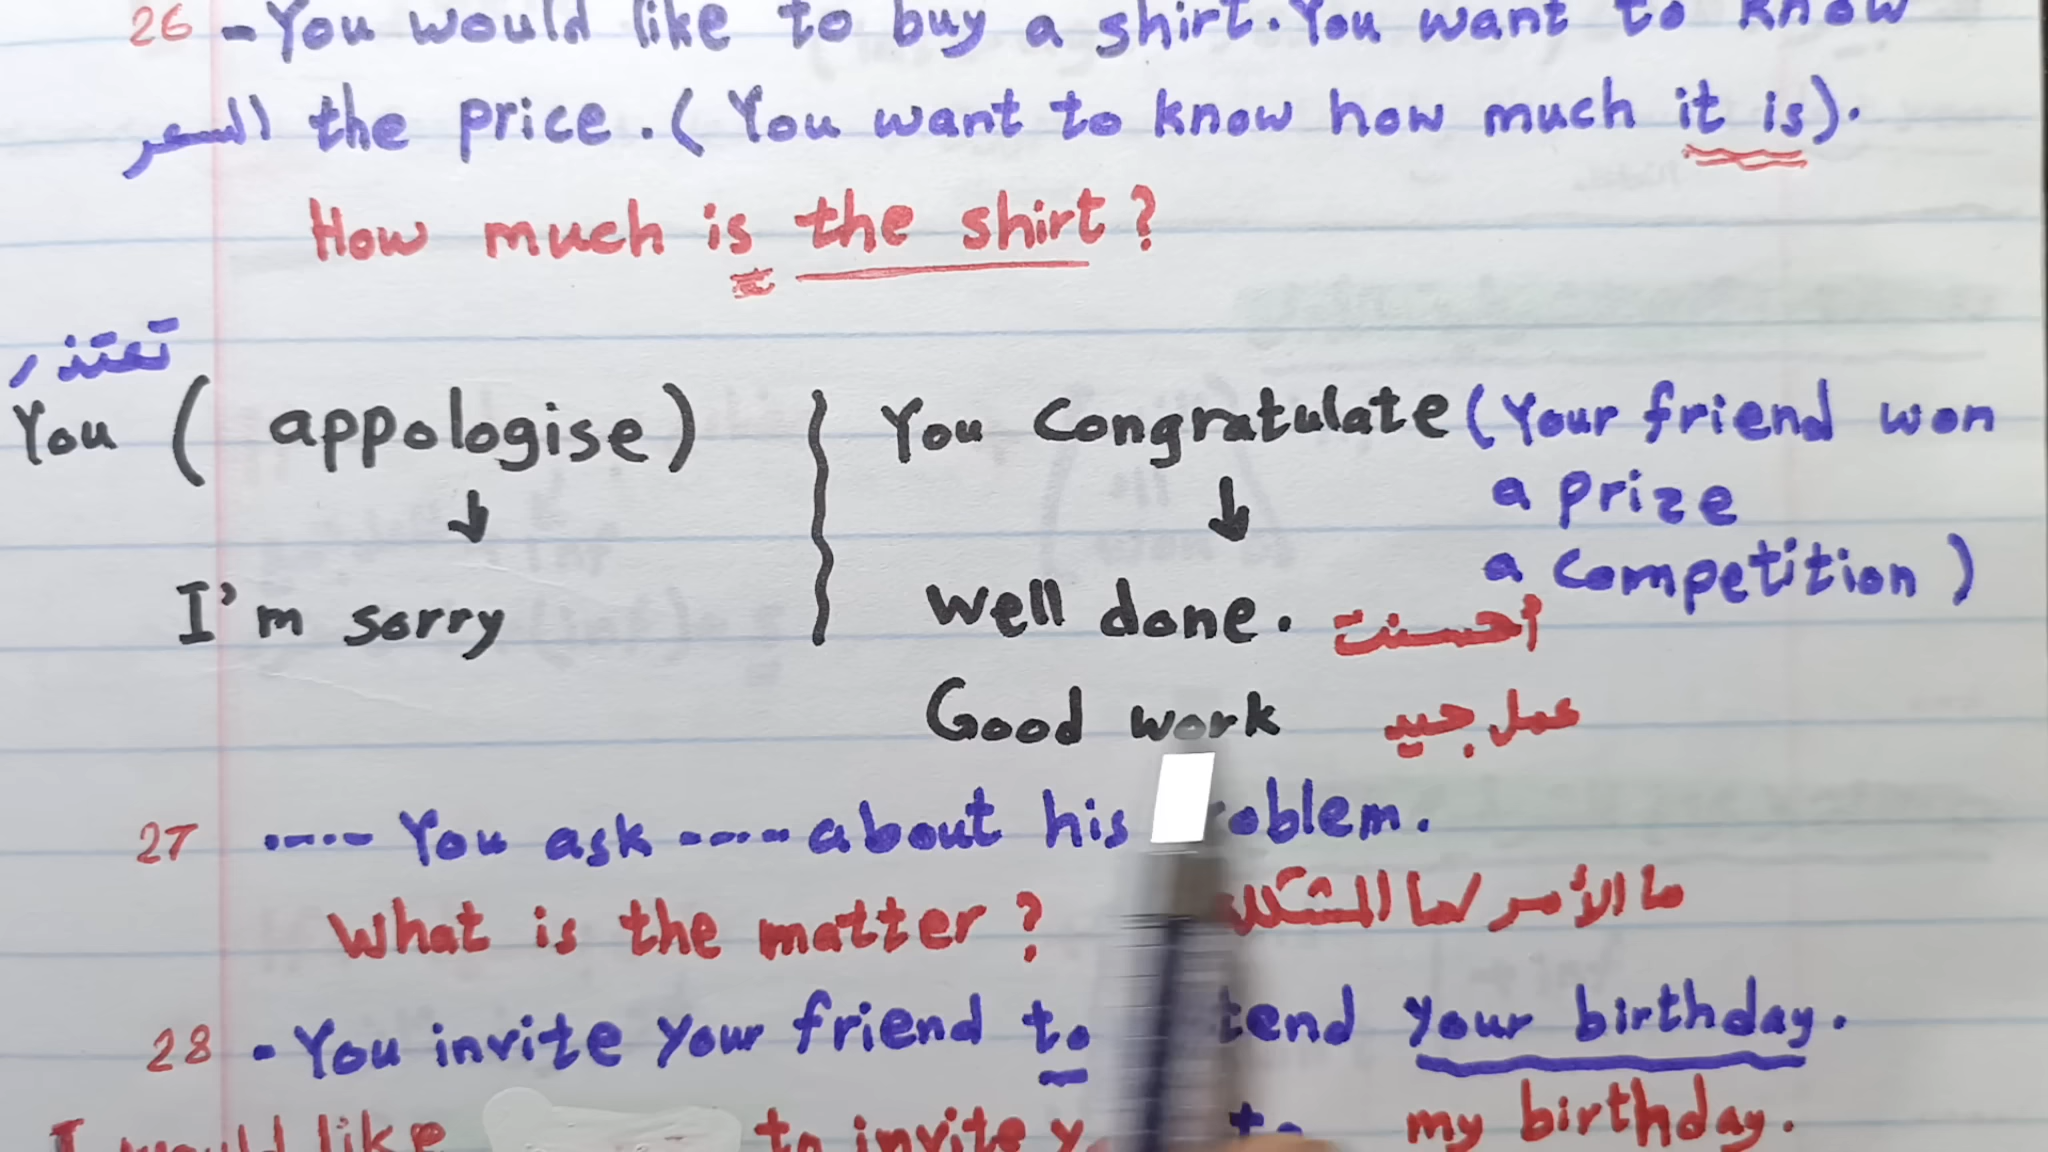 26 -You would like to buy a shirt. You want to know
السعر the price. (You want to know how much it is).
How much is the shirt?
تعتذر
You (appologise)
I'm sorry
You Congratulate (Your friend won
a prize
a Competition)
Well done. أحسنت
Good work عمل جيد
27 ..... You ask ..... about his
What is the matter? ما الأمر / ما
28 - You invite your friend to your birthday.
I would like to invite to my birthday.